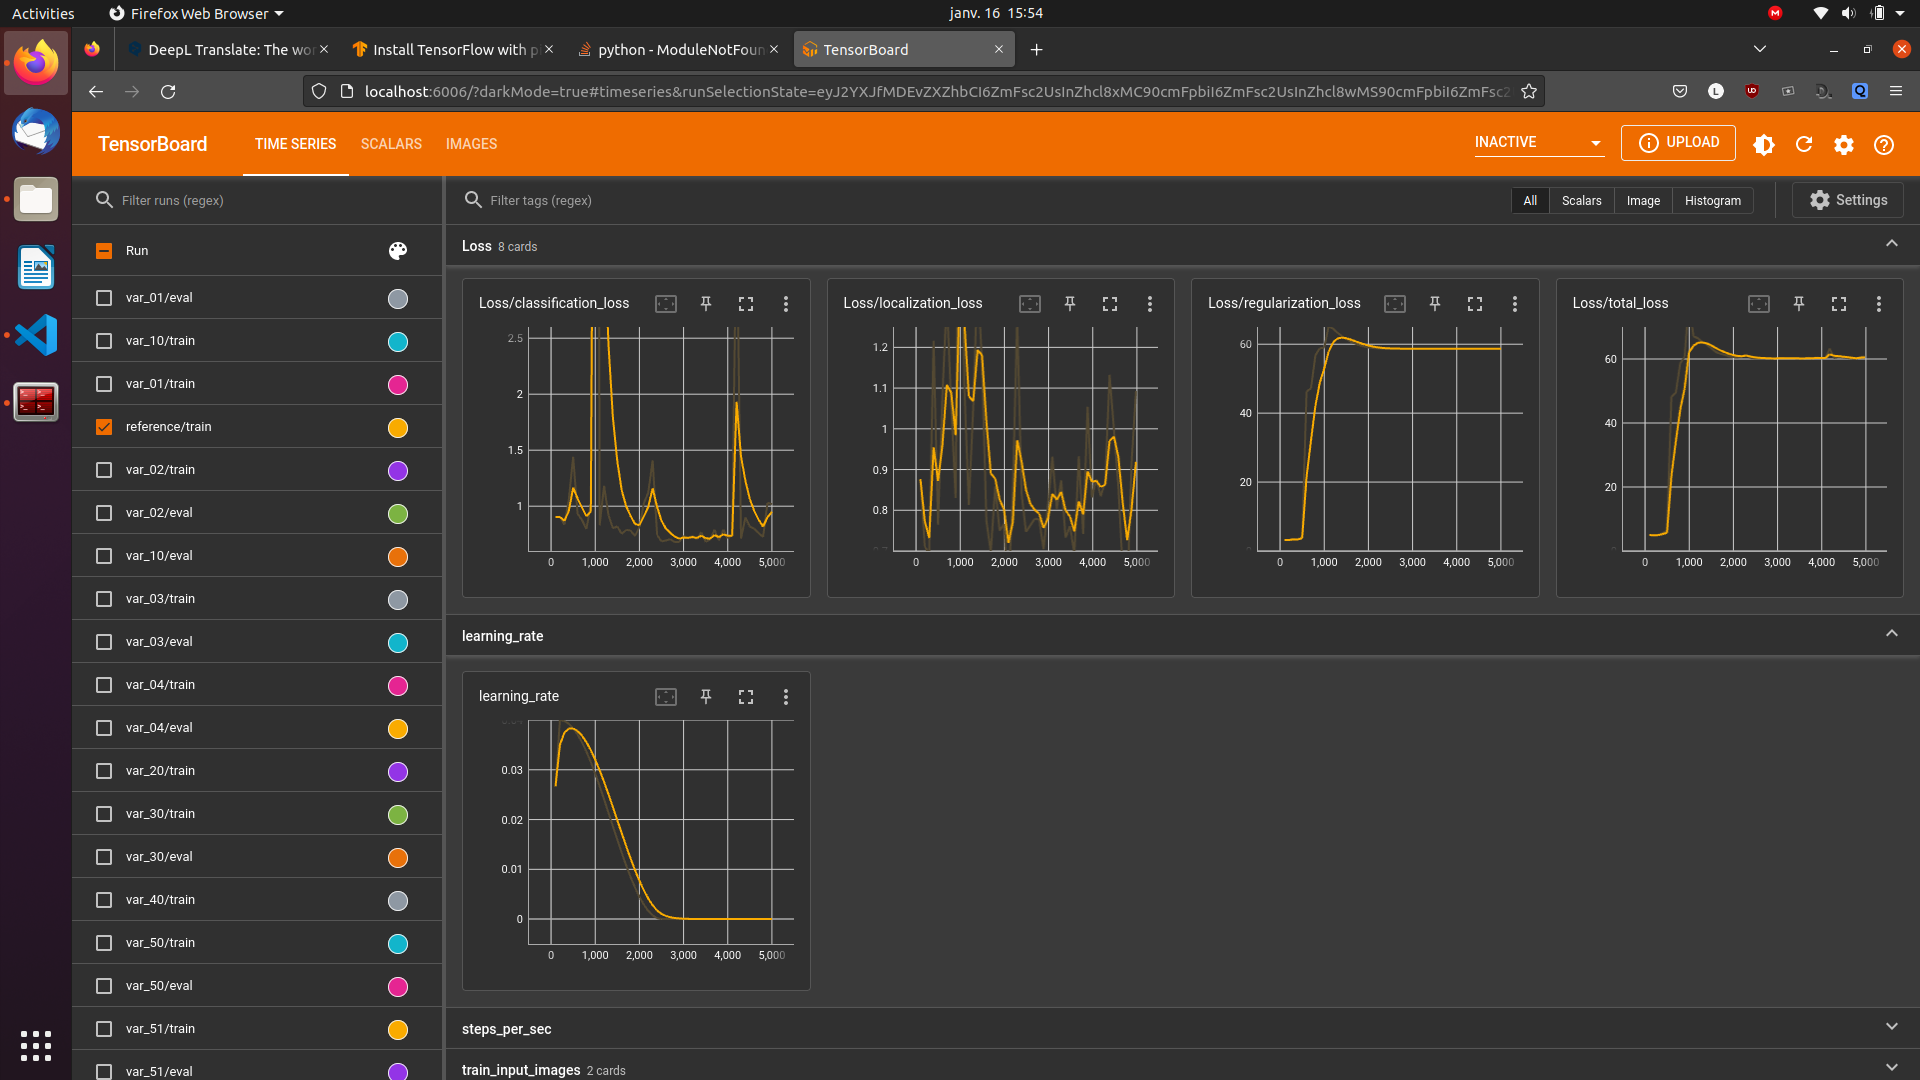 Activities
Firefox Web Browser
janv. 16 15:54
DeepL Translate: The wo
Install TensorFlow with p
python - ModuleNotFoun
TensorBoard
localhost:6006/?darkMode=true#timeseries&runSelectionState=eyJ2YXJfMDEvZXZhbCI6ZmFsc2UsInZhcl8xMC90cmFpbiI6ZmFsc2UsInZhcl8wMS90cmFpbiI6ZmFsc2
TensorBoard
TIME SERIES
SCALARS
IMAGES
INACTIVE
UPLOAD
Filter runs (regex)
Run
var_01/eval
var_10/train
var_01/train
reference/train
var_02/train
var_02/eval
var_10/eval
var_03/train
var_03/eval
var_04/train
var_04/eval
var_20/train
var_30/train
var_30/eval
var_40/train
var_50/train
var_50/eval
var_51/train
var_51/eval
Filter tags (regex)
All
Scalars
Image
Histogram
Settings
Loss 8 cards
Loss/classification_loss
2.5
2
1.5
1
0 1,000 2,000 3,000 4,000 5,000
Loss/localization_loss
1.2
1.1
1
0.9
0.8
0 1,000 2,000 3,000 4,000 5,000
Loss/regularization_loss
60
40
20
0 1,000 2,000 3,000 4,000 5,000
Loss/total_loss
60
40
20
0 1,000 2,000 3,000 4,000 5,000
learning_rate
learning_rate
0.03
0.02
0.01
0
0 1,000 2,000 3,000 4,000 5,000
steps_per_sec
train_input_images 2 cards